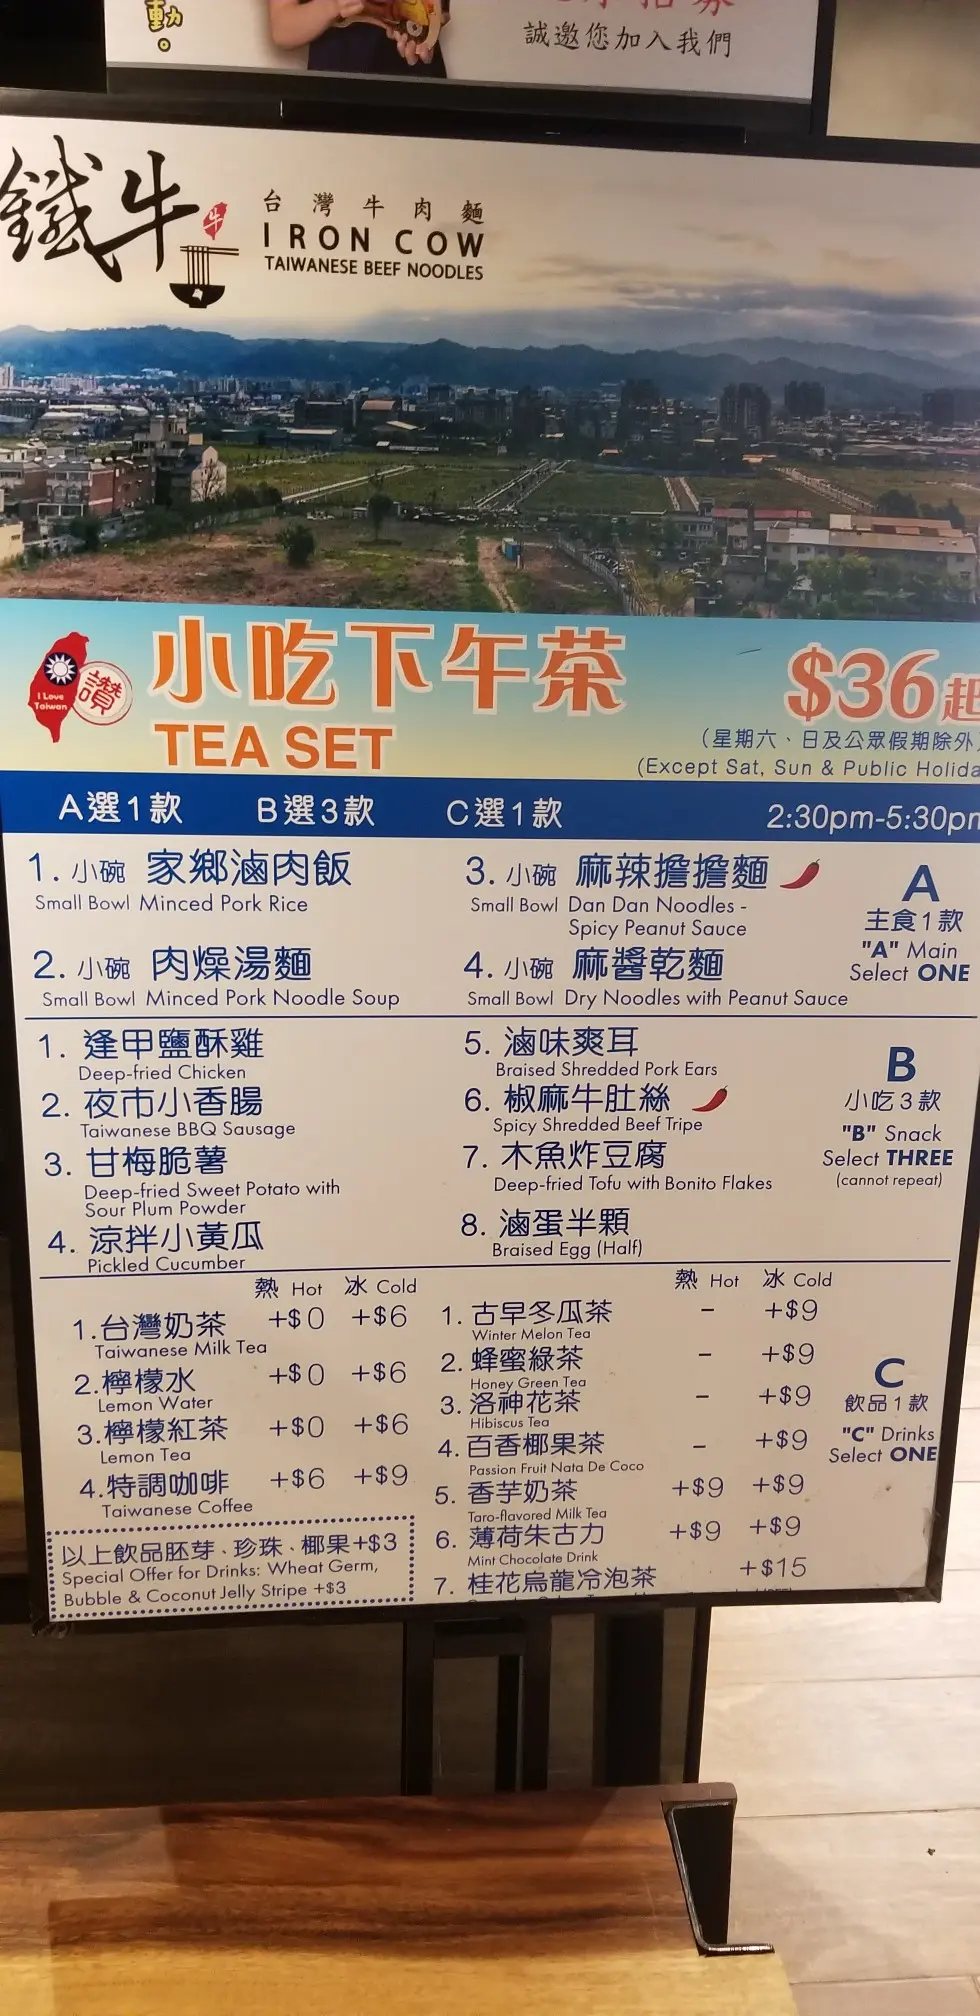 動。
誠邀您加入我們
鐵牛
牛
台灣牛肉麵
IRON COW
TAIWANESE BEEF NOODLES
I Love
Taiwan
讚
小吃下午茶
TEA SET
$36起
(星期六、日及公眾假期除外)
(Except Sat, Sun & Public Holida
A選1款 B選3款 C選1款 2:30pm-5:30pm
1. 小碗 家鄉滷肉飯
Small Bowl Minced Pork Rice
2. 小碗 肉燥湯麵
Small Bowl Minced Pork Noodle Soup
3. 小碗 麻辣擔擔麵
Small Bowl Dan Dan Noodles -
Spicy Peanut Sauce
4. 小碗 麻醬乾麵
Small Bowl Dry Noodles with Peanut Sauce
A
主食1款
"A" Main
Select ONE
1. 逢甲鹽酥雞
Deep-fried Chicken
2. 夜市小香腸
Taiwanese BBQ Sausage
3. 甘梅脆薯
Deep-fried Sweet Potato with
Sour Plum Powder
4. 涼拌小黃瓜
Pickled Cucumber
5. 滷味爽耳
Braised Shredded Pork Ears
6. 椒麻牛肚絲
Spicy Shredded Beef Tripe
7. 木魚炸豆腐
Deep-fried Tofu with Bonito Flakes
8. 滷蛋半顆
Braised Egg (Half)
B
小吃3款
"B" Snack
Select THREE
(cannot repeat)
熱 Hot 冰 Cold
1.台灣奶茶 +$0 +$6
Taiwanese Milk Tea
2.檸檬水 +$0 +$6
Lemon Water
3.檸檬紅茶 +$0 +$6
Lemon Tea
4.特調咖啡 +$6 +$9
Taiwanese Coffee
以上飲品胚芽、珍珠、椰果+$3
Special Offer for Drinks: Wheat Germ,
Bubble & Coconut Jelly Stripe +$3
熱 Hot 冰 Cold
1. 古早冬瓜茶 - +$9
Winter Melon Tea
2. 蜂蜜綠茶 - +$9
Honey Green Tea
3. 洛神花茶 - +$9
Hibiscus Tea
4. 百香椰果茶 - +$9
Passion Fruit Nata De Coco
5. 香芋奶茶 +$9 +$9
Taro-flavored Milk Tea
6. 薄荷朱古力 +$9 +$9
Mint Chocolate Drink
7. 桂花烏龍冷泡茶 +$15
C
飲品1款
"C" Drinks
Select ONE